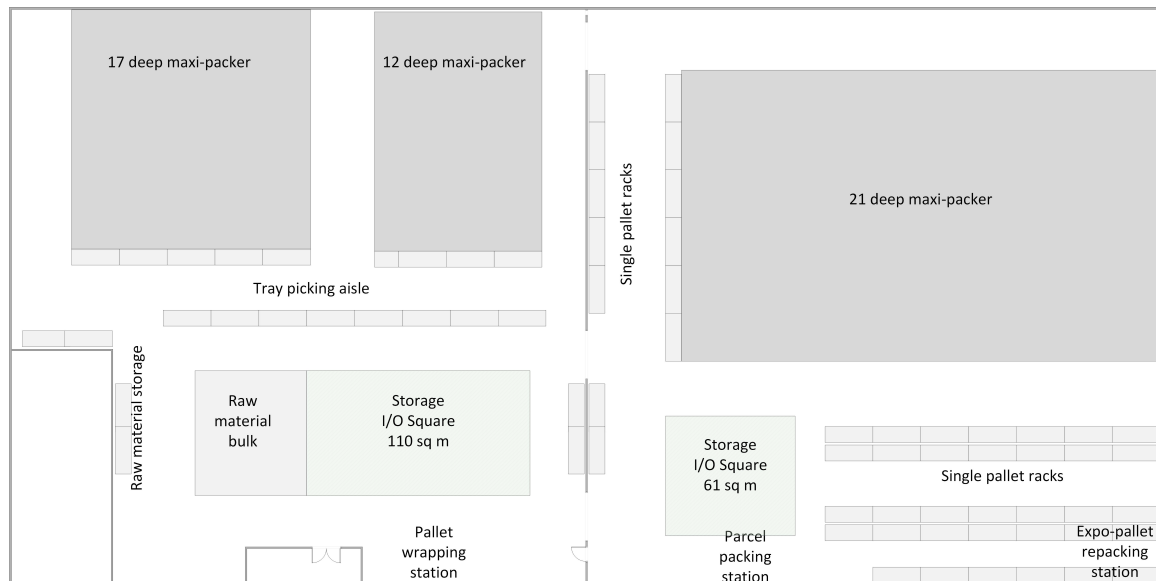 17 deep maxi-packer
12 deep maxi-packer
21 deep maxi-packer
Single pallet racks
Tray picking aisle
Raw material storage
Raw
material
bulk
Storage
I/O Square
110 sq m
Storage
I/O Square
61 sq m
Single pallet racks
Pallet
wrapping
station
Parcel
packing
station
Expo-pallet
repacking
station